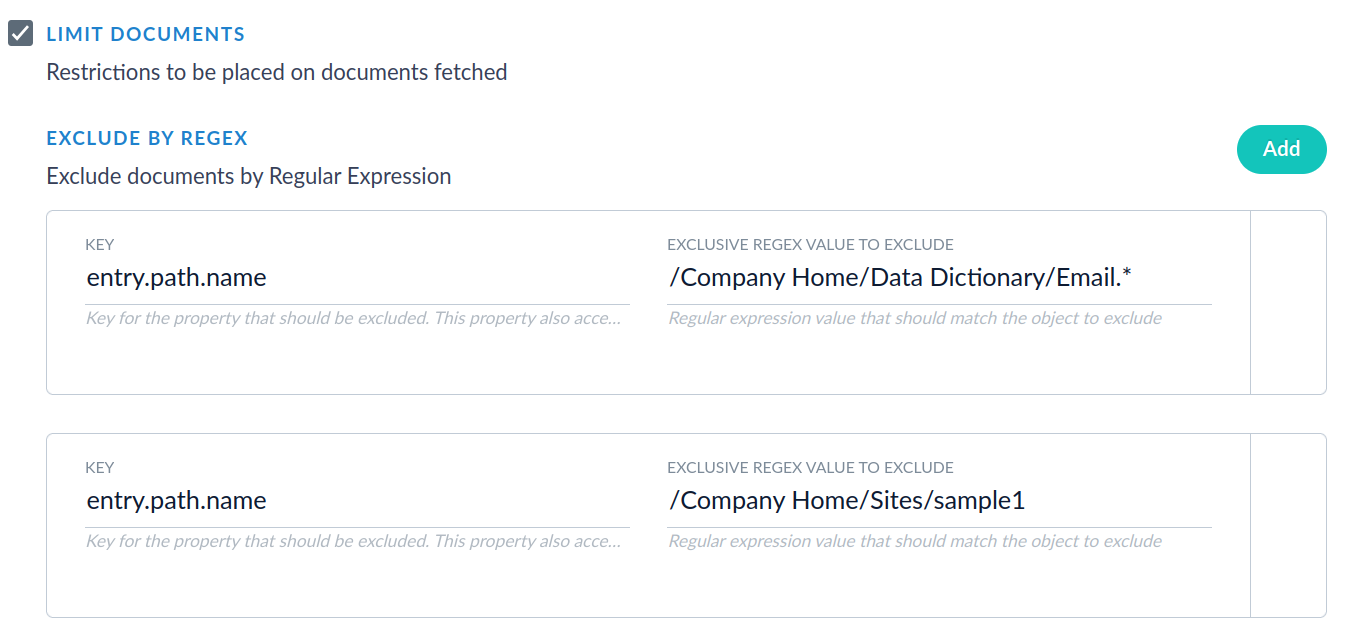 LIMIT DOCUMENTS
Restrictions to be placed on documents fetched
EXCLUDE BY REGEX
Add
Exclude documents by Regular Expression
KEY
EXCLUSIVE REGEX VALUE TO EXCLUDE
entry.path.name
/Company Home/Data Dictionary/Email.*
Key for the property that should be excluded. This property also acce...
Regular expression value that should match the object to exclude
KEY
EXCLUSIVE REGEX VALUE TO EXCLUDE
entry.path.name
/Company Home/Sites/sample1
Key for the property that should be excluded. This property also acce...
Regular expression value that should match the object to exclude